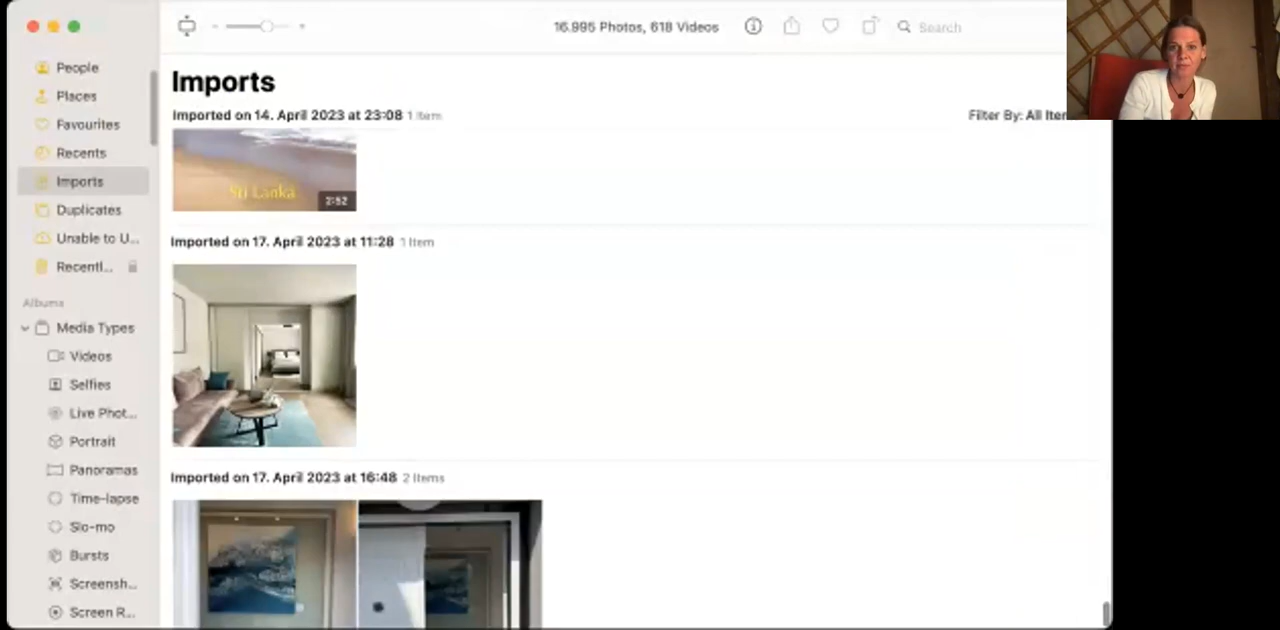 16.995 Photos, 618 Videos
Search
People
Places
Favourites
Recents
Imports
Duplicates
Unable to U...
Recentl...
Albums
Media Types
Videos
Selfies
Live Phot...
Portrait
Panoramas
Time-lapse
Slo-mo
Bursts
Screensh...
Screen R...
Imports
Imported on 14. April 2023 at 23:08 1 Item
Filter By: All Iter
Sri Lanka
2:52
Imported on 17. April 2023 at 11:28 1 Item
Imported on 17. April 2023 at 16:48 2 Items